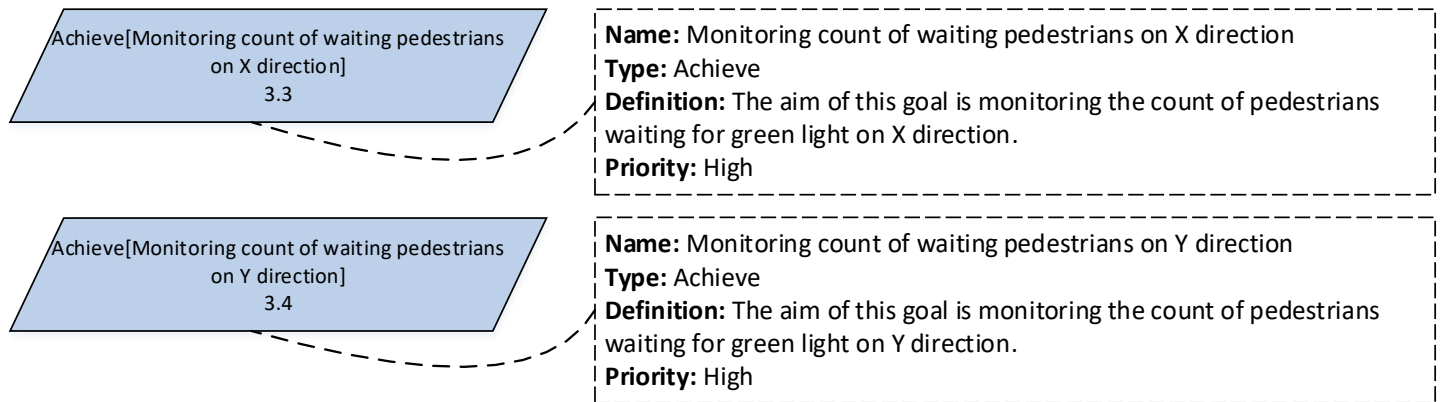 Achieve[Monitoring count of waiting pedestrians
on X direction]
3.3
Name: Monitoring count of waiting pedestrians on X direction
Type: Achieve
Definition: The aim of this goal is monitoring the count of pedestrians
waiting for green light on X direction.
Priority: High
Achieve[Monitoring count of waiting pedestrians
on Y direction]
3.4
Name: Monitoring count of waiting pedestrians on Y direction
Type: Achieve
Definition: The aim of this goal is monitoring the count of pedestrians
waiting for green light on Y direction.
Priority: High